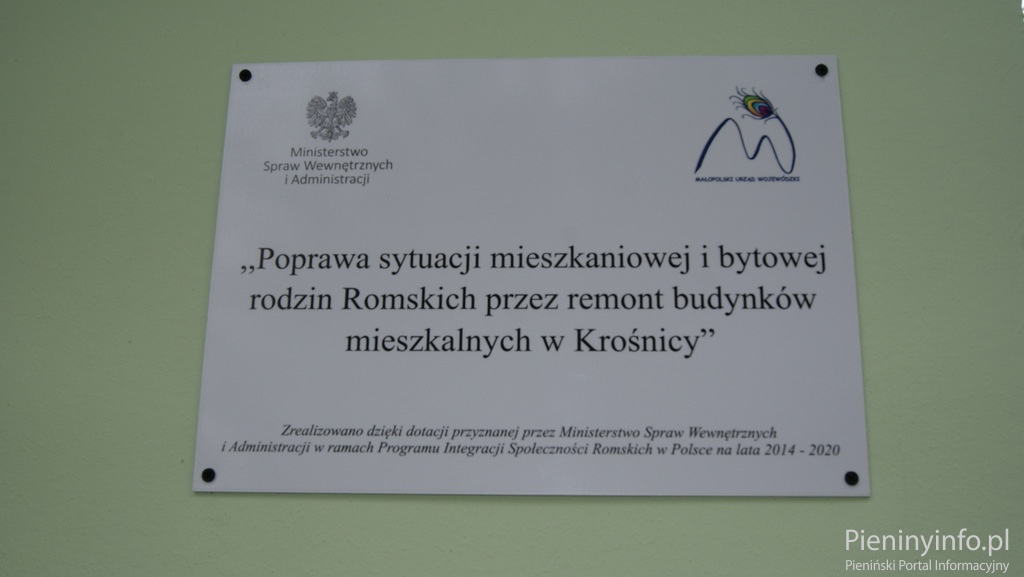 Ministerstwo
Spraw Wewnętrznych
i Administracji
MAŁOPOLSKI URZĄD WOJEWÓDZKI
,,Poprawa sytuacji mieszkaniowej i bytowej
rodzin Romskich przez remont budynków
mieszkalnych w Krośnicy”
Zrealizowano dzięki dotacji przyznanej przez Ministerstwo Spraw Wewnętrznych
i Administracji w ramach Programu Integracji Społeczności Romskich w Polsce na lata 2014 - 2020
Pieninyinfo.pl
Pieniński Portal Informacyjny